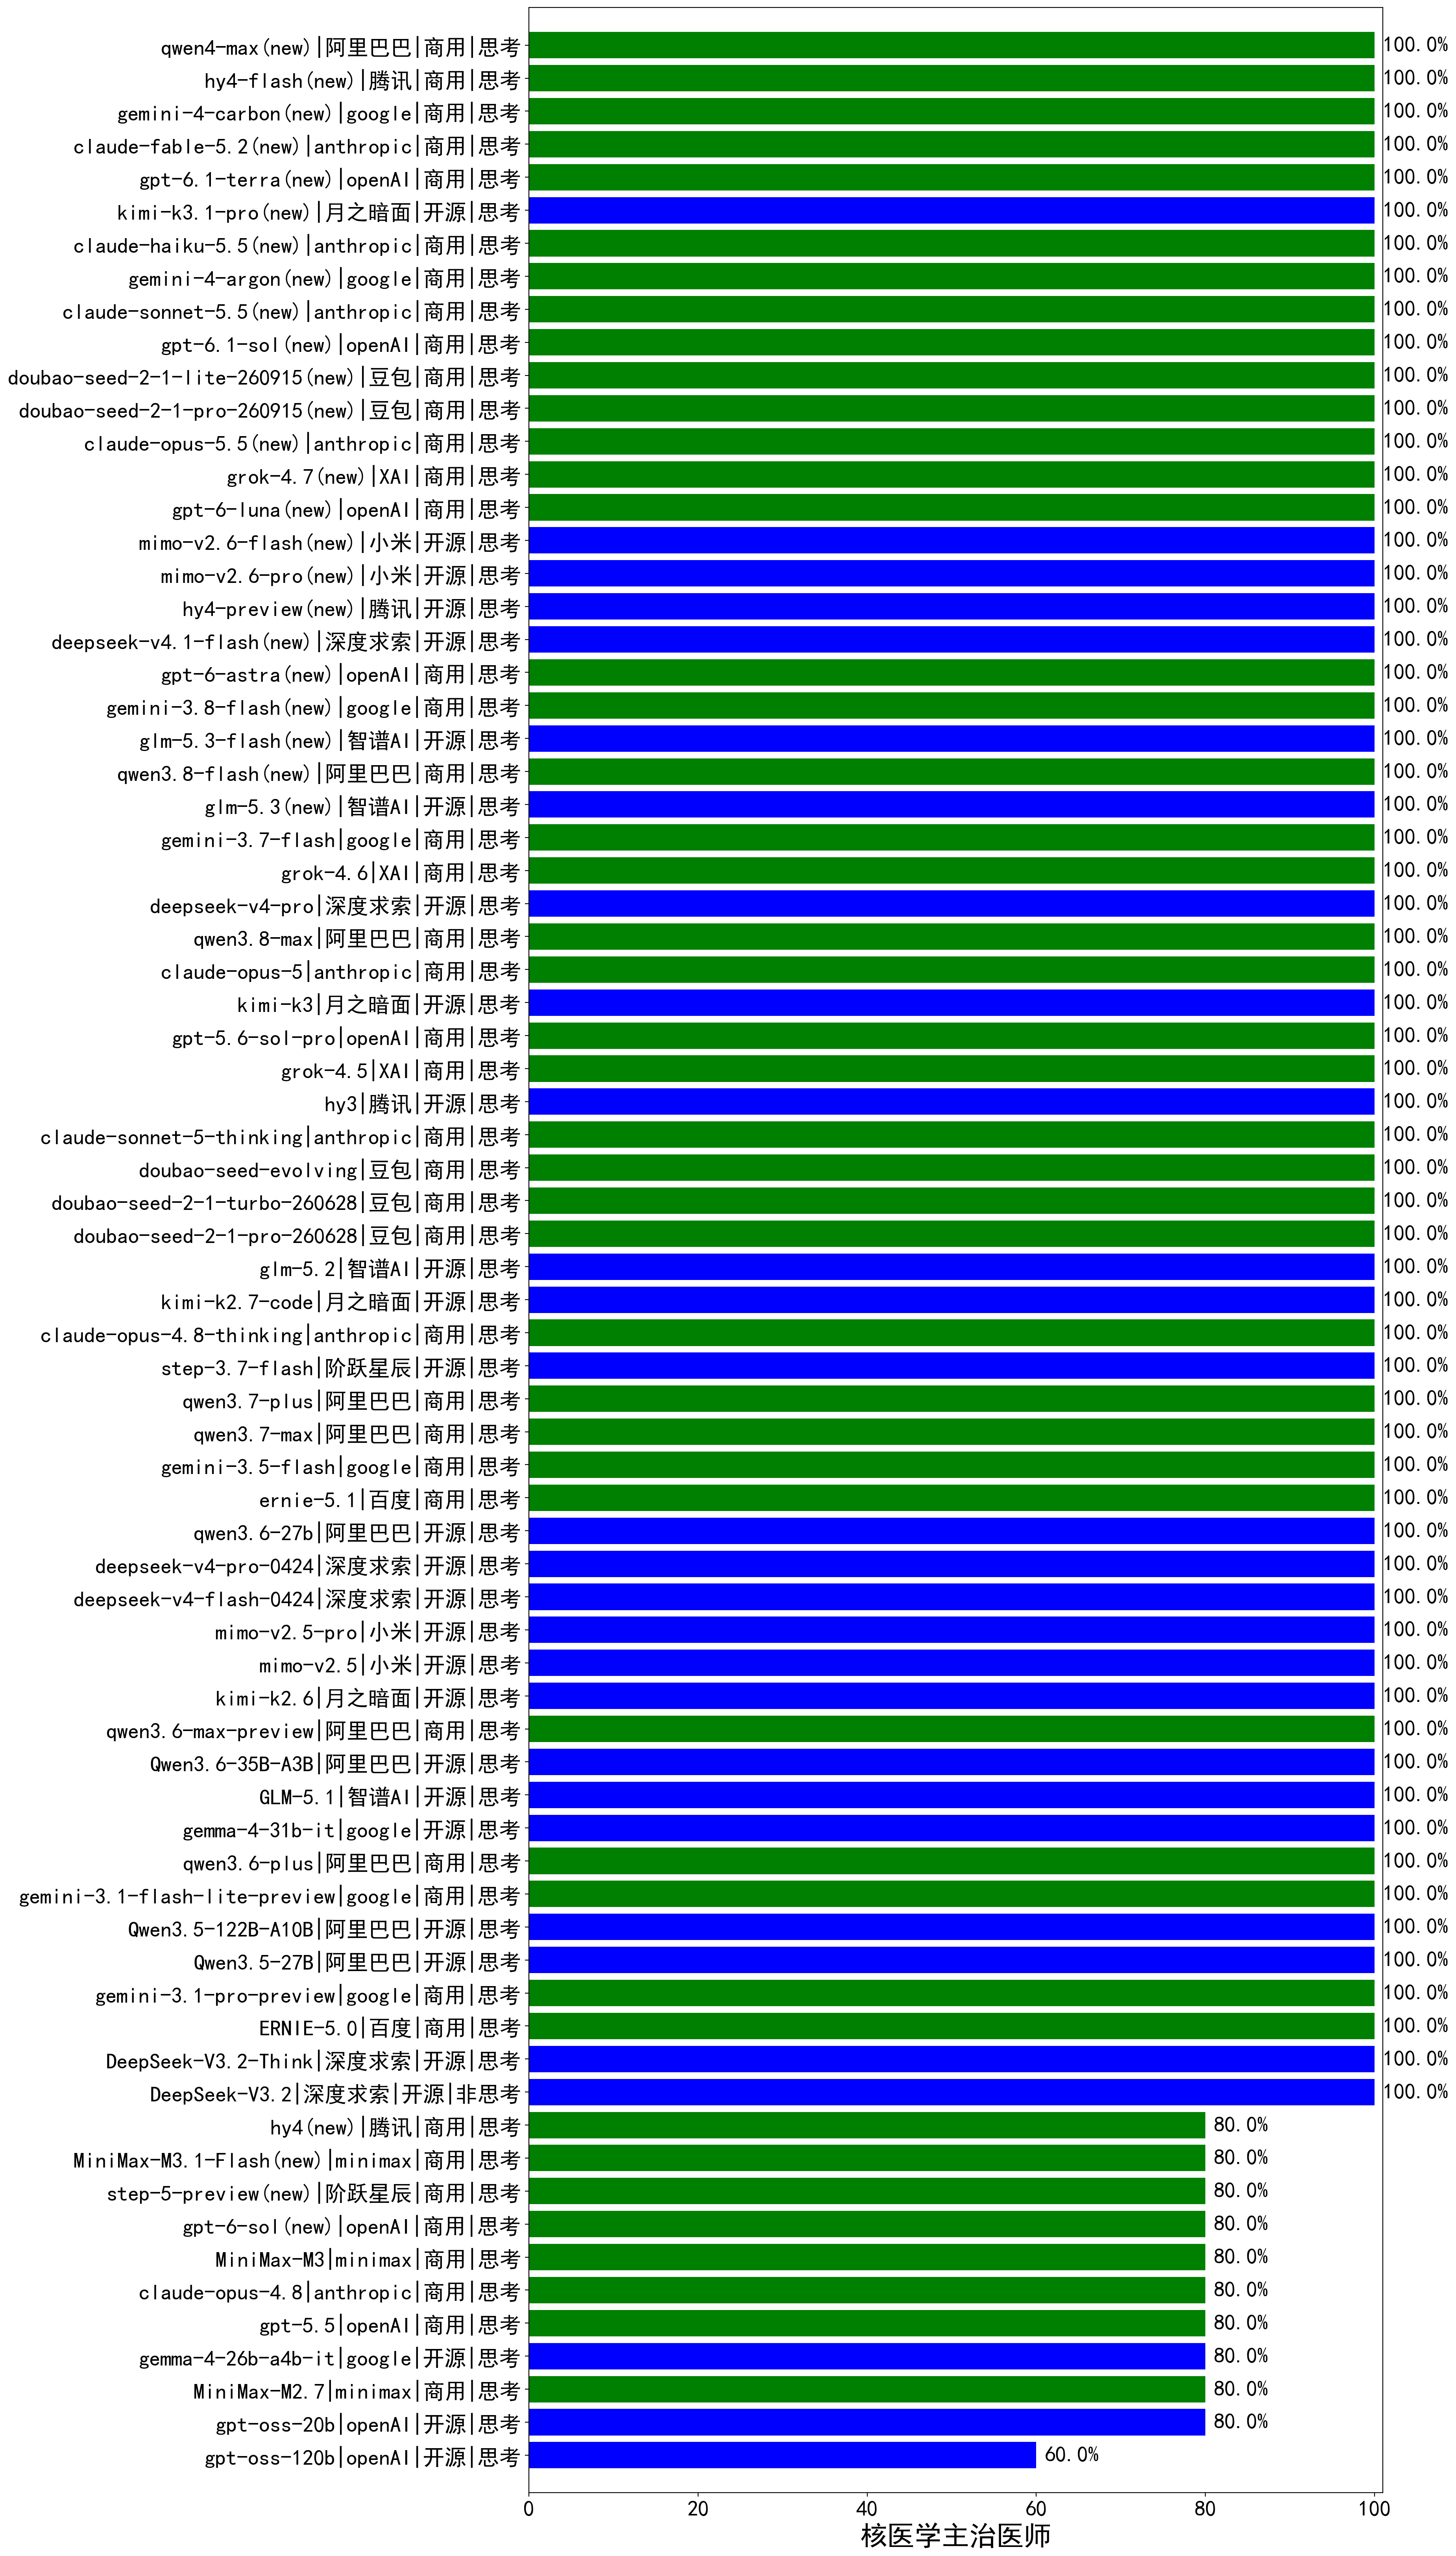 qwen4-max(new)|阿里巴巴|商用|思考 100.0%
hy4-flash(new)|腾讯|商用|思考 100.0%
gemini-4-carbon(new)|google|商用|思考 100.0%
claude-fable-5.2(new)|anthropic|商用|思考 100.0%
gpt-6.1-terra(new)|openAI|商用|思考 100.0%
kimi-k3.1-pro(new)|月之暗面|开源|思考 100.0%
claude-haiku-5.5(new)|anthropic|商用|思考 100.0%
gemini-4-argon(new)|google|商用|思考 100.0%
claude-sonnet-5.5(new)|anthropic|商用|思考 100.0%
gpt-6.1-sol(new)|openAI|商用|思考 100.0%
doubao-seed-2-1-lite-260915(new)|豆包|商用|思考 100.0%
doubao-seed-2-1-pro-260915(new)|豆包|商用|思考 100.0%
claude-opus-5.5(new)|anthropic|商用|思考 100.0%
grok-4.7(new)|XAI|商用|思考 100.0%
gpt-6-luna(new)|openAI|商用|思考 100.0%
mimo-v2.6-flash(new)|小米|开源|思考 100.0%
mimo-v2.6-pro(new)|小米|开源|思考 100.0%
hy4-preview(new)|腾讯|开源|思考 100.0%
deepseek-v4.1-flash(new)|深度求索|开源|思考 100.0%
gpt-6-astra(new)|openAI|商用|思考 100.0%
gemini-3.8-flash(new)|google|商用|思考 100.0%
glm-5.3-flash(new)|智谱AI|开源|思考 100.0%
qwen3.8-flash(new)|阿里巴巴|商用|思考 100.0%
glm-5.3(new)|智谱AI|开源|思考 100.0%
gemini-3.7-flash|google|商用|思考 100.0%
grok-4.6|XAI|商用|思考 100.0%
deepseek-v4-pro|深度求索|开源|思考 100.0%
qwen3.8-max|阿里巴巴|商用|思考 100.0%
claude-opus-5|anthropic|商用|思考 100.0%
kimi-k3|月之暗面|开源|思考 100.0%
gpt-5.6-sol-pro|openAI|商用|思考 100.0%
grok-4.5|XAI|商用|思考 100.0%
hy3|腾讯|开源|思考 100.0%
claude-sonnet-5-thinking|anthropic|商用|思考 100.0%
doubao-seed-evolving|豆包|商用|思考 100.0%
doubao-seed-2-1-turbo-260628|豆包|商用|思考 100.0%
doubao-seed-2-1-pro-260628|豆包|商用|思考 100.0%
glm-5.2|智谱AI|开源|思考 100.0%
kimi-k2.7-code|月之暗面|开源|思考 100.0%
claude-opus-4.8-thinking|anthropic|商用|思考 100.0%
step-3.7-flash|阶跃星辰|开源|思考 100.0%
qwen3.7-plus|阿里巴巴|商用|思考 100.0%
qwen3.7-max|阿里巴巴|商用|思考 100.0%
gemini-3.5-flash|google|商用|思考 100.0%
ernie-5.1|百度|商用|思考 100.0%
qwen3.6-27b|阿里巴巴|开源|思考 100.0%
deepseek-v4-pro-0424|深度求索|开源|思考 100.0%
deepseek-v4-flash-0424|深度求索|开源|思考 100.0%
mimo-v2.5-pro|小米|开源|思考 100.0%
mimo-v2.5|小米|开源|思考 100.0%
kimi-k2.6|月之暗面|开源|思考 100.0%
qwen3.6-max-preview|阿里巴巴|商用|思考 100.0%
Qwen3.6-35B-A3B|阿里巴巴|开源|思考 100.0%
GLM-5.1|智谱AI|开源|思考 100.0%
gemma-4-31b-it|google|开源|思考 100.0%
qwen3.6-plus|阿里巴巴|商用|思考 100.0%
gemini-3.1-flash-lite-preview|google|商用|思考 100.0%
Qwen3.5-122B-A10B|阿里巴巴|开源|思考 100.0%
Qwen3.5-27B|阿里巴巴|开源|思考 100.0%
gemini-3.1-pro-preview|google|商用|思考 100.0%
ERNIE-5.0|百度|商用|思考 100.0%
DeepSeek-V3.2-Think|深度求索|开源|思考 100.0%
DeepSeek-V3.2|深度求索|开源|非思考 100.0%
hy4(new)|腾讯|商用|思考 80.0%
MiniMax-M3.1-Flash(new)|minimax|商用|思考 80.0%
step-5-preview(new)|阶跃星辰|商用|思考 80.0%
gpt-6-sol(new)|openAI|商用|思考 80.0%
MiniMax-M3|minimax|商用|思考 80.0%
claude-opus-4.8|anthropic|商用|思考 80.0%
gpt-5.5|openAI|商用|思考 80.0%
gemma-4-26b-a4b-it|google|开源|思考 80.0%
MiniMax-M2.7|minimax|商用|思考 80.0%
gpt-oss-20b|openAI|开源|思考 80.0%
gpt-oss-120b|openAI|开源|思考 60.0%
0 20 40 60 80 100
核医学主治医师